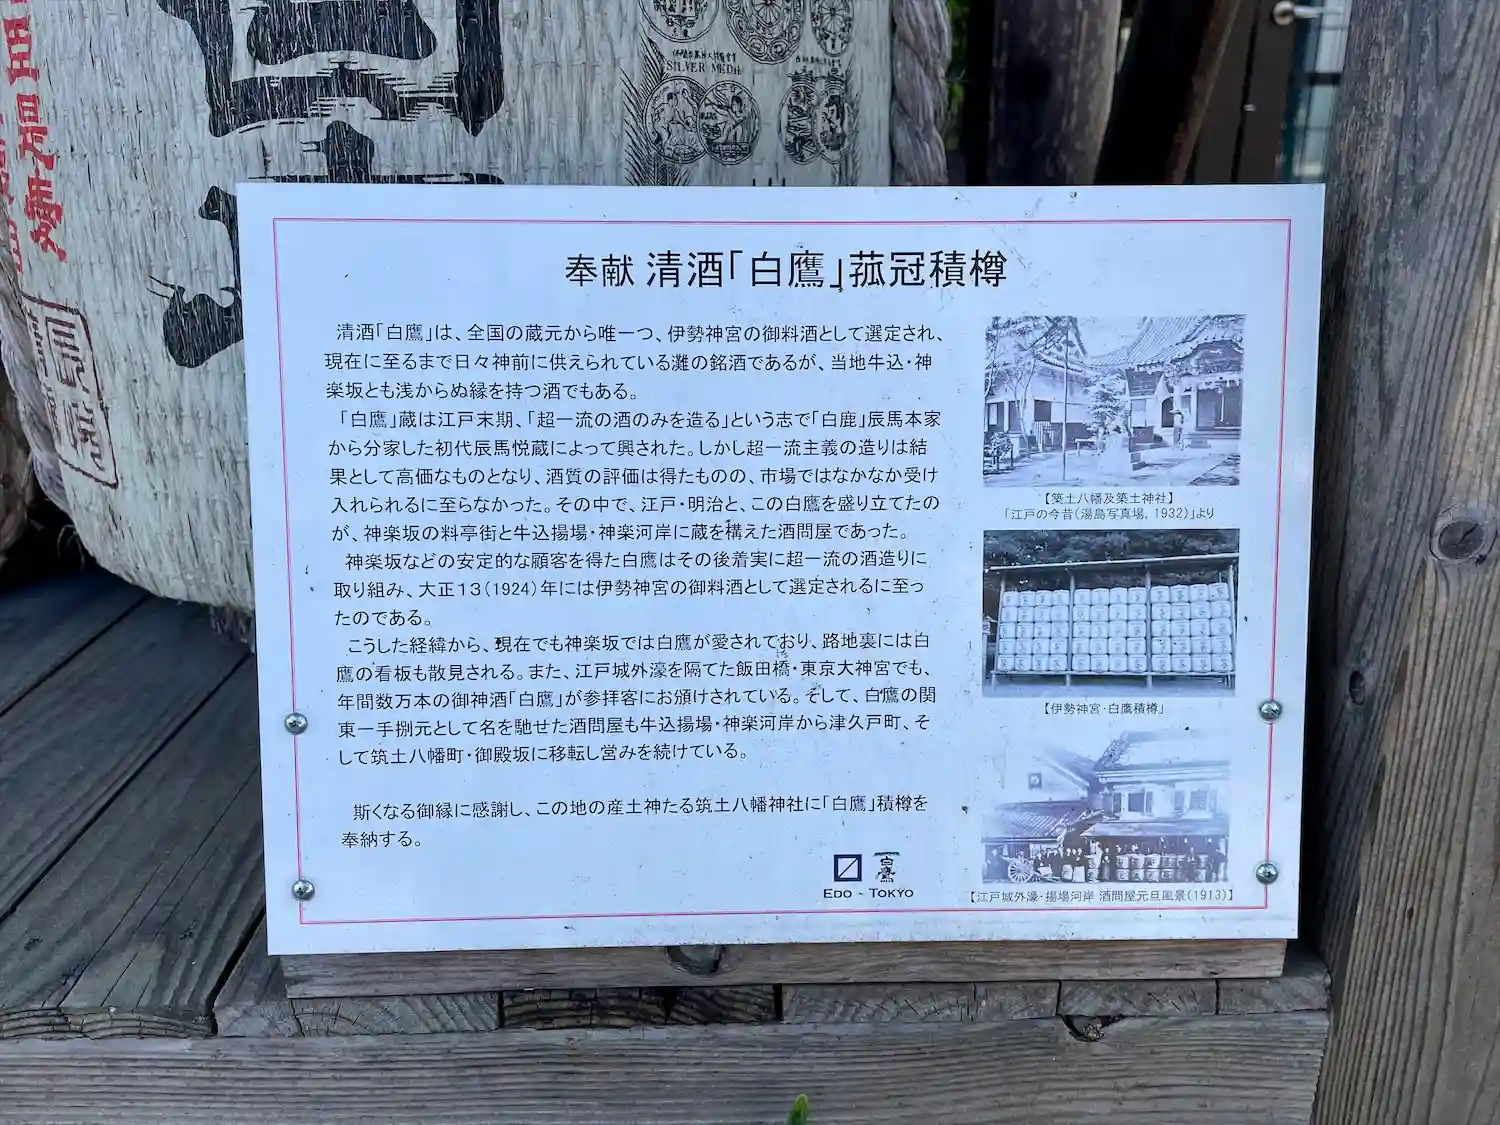 SILVER MEDAL
奉献 清酒「白鷹」菰冠積樽
清酒「白鷹」は、全国の蔵元から唯一つ、伊勢神宮の御料酒として選定され、
現在に至るまで日々神前に供えられている灘の銘酒であるが、当地牛込・神
楽坂とも浅からぬ縁を持つ酒でもある。
「白鷹」蔵は江戸末期、「超一流の酒のみを造る」という志で「白鹿」辰馬本家
から分家した初代辰馬悦蔵によって興された。しかし超一流主義の造りは結
果として高価なものとなり、酒質の評価は得たものの、市場ではなかなか受け
入れられるに至らなかった。その中で、江戸・明治と、この白鷹を盛り立てたの
が、神楽坂の料亭街と牛込揚場・神楽河岸に蔵を構えた酒問屋であった。
神楽坂などの安定的な顧客を得た白鷹はその後着実に超一流の酒造りに
取り組み、大正13(1924)年には伊勢神宮の御料酒として選定されるに至っ
たのである。
こうした経緯から、現在でも神楽坂では白鷹が愛されており、路地裏には白
鷹の看板も散見される。また、江戸城外濠を隔てた飯田橋・東京大神宮でも、
年間数万本の御神酒「白鷹」が参拝客にお頒けされている。そして、白鷹の関
東一手捌元として名を馳せた酒問屋も牛込揚場・神楽河岸から津久戸町、そ
して筑土八幡町・御殿坂に移転し営みを続けている。
斯くなる御縁に感謝し、この地の産土神たる筑土八幡神社に「白鷹」積樽を
奉納する。
白鷹
EDO - TOKYO
【築土八幡及築土神社】
「江戸の今昔(湯島写真場, 1932)」より
【伊勢神宮・白鷹積樽】
【江戸城外濠・揚場河岸 酒問屋元旦風景(1913)】